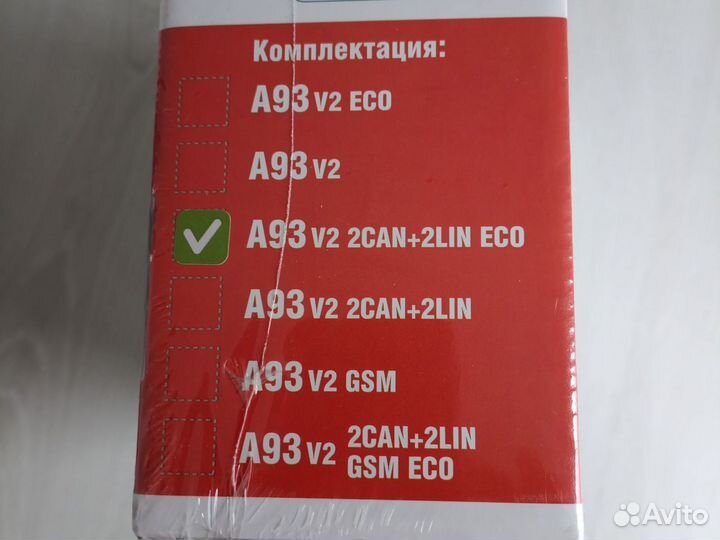 Комплектация:
A93 V2 ECO
A93 V2
A93 V2 2CAN+2LIN ECO
A93 V2 2CAN+2LIN
A93 V2 GSM
A93 V2 2CAN+2LIN
GSM ECO
Avito